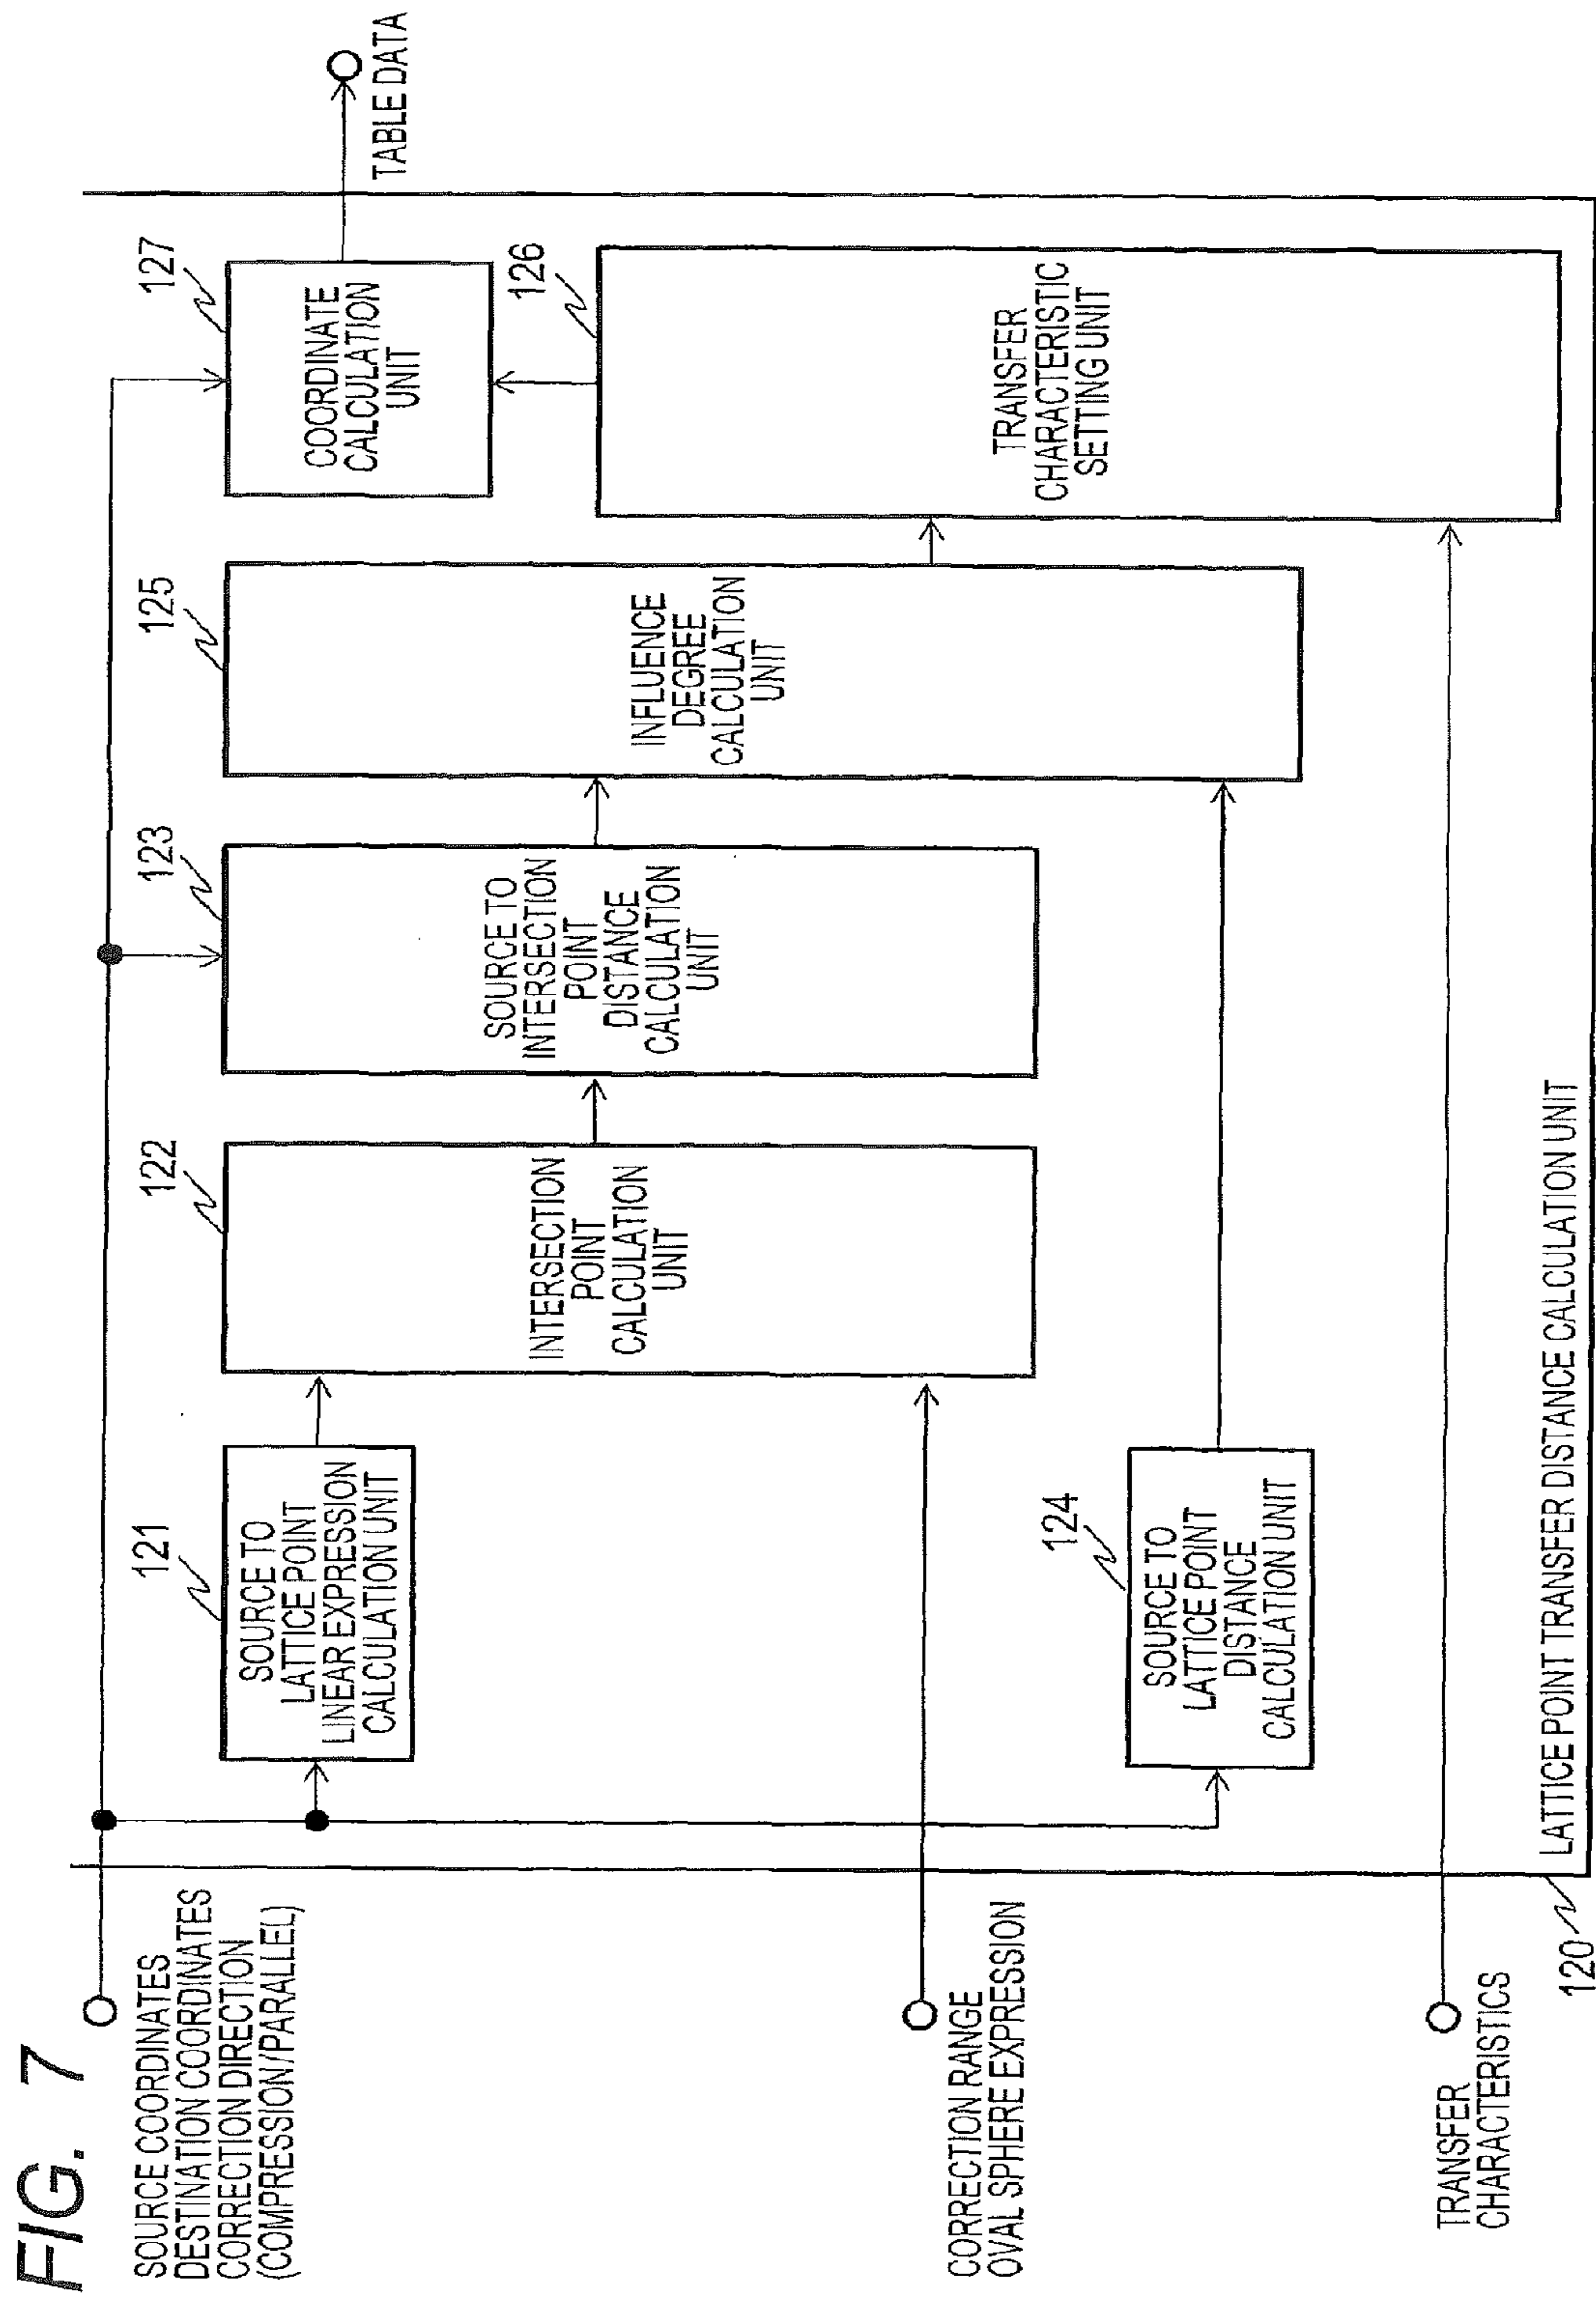 FIG. 7
SOURCE COORDINATES
DESTINATION COORDINATES
CORRECTION DIRECTION
(COMPRESSION/PARALLEL)
CORRECTION RANGE
OVAL SPHERE EXPRESSION
TRANSFER
CHARACTERISTICS
120
121
SOURCE TO
LATTICE POINT
LINEAR EXPRESSION
CALCULATION UNIT
124
SOURCE TO
LATTICE POINT
DISTANCE
CALCULATION UNIT
122
INTERSECTION
POINT
CALCULATION
UNIT
123
SOURCE TO
INTERSECTION
POINT
DISTANCE
CALCULATION
UNIT
125
INFLUENCE
DEGREE
CALCULATION
UNIT
127
COORDINATE
CALCULATION
UNIT
126
TRANSFER
CHARACTERISTIC
SETTING UNIT
TABLE DATA
LATTICE POINT TRANSFER DISTANCE CALCULATION UNIT